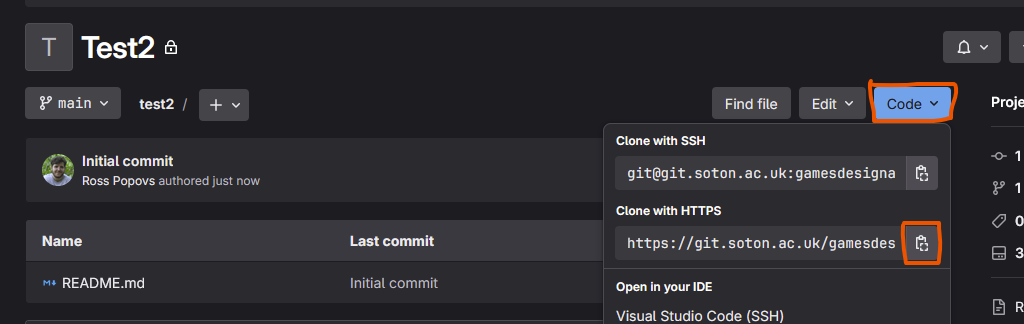 T
Test2
main
test2 /
Find file
Edit
Code
Clone with SSH
git@git.soton.ac.uk:gamesdesigna
Clone with HTTPS
https://git.soton.ac.uk/gamesdes
Open in your IDE
Visual Studio Code (SSH)
Initial commit
Ross Popovs authored just now
Name
Last commit
README.md
Initial commit
Proje
1
1
0
3
R